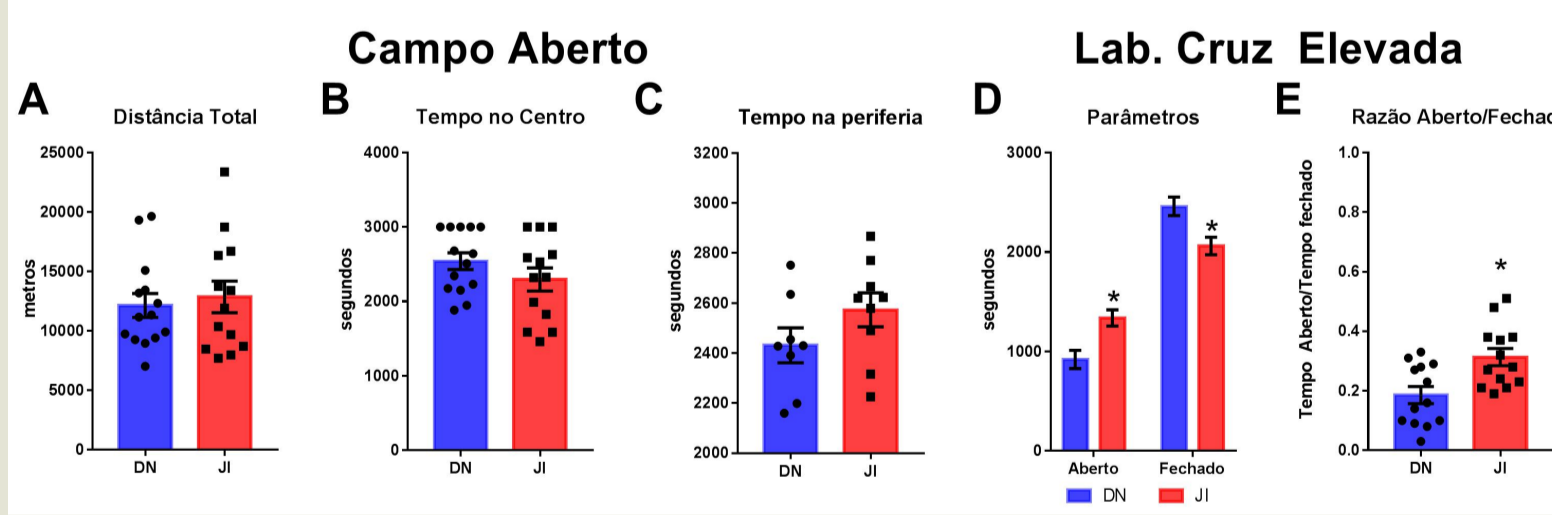 Campo Aberto
Lab. Cruz Elevada
A
Distância Total
25000
20000
15000
10000
5000
0
metros
DN
JI
B
Tempo no Centro
4000
3000
2000
1000
0
segundos
DN
JI
C
Tempo na periferia
3200
3000
2800
2600
2400
2200
2000
segundos
DN
JI
D
Parâmetros
3000
2000
1000
0
segundos
*
*
Aberto
Fechado
DN
JI
E
Razão Aberto/Fechad
1.0
0.8
0.6
0.4
0.2
0.0
Tempo Aberto/Tempo fechado
*
DN
JI